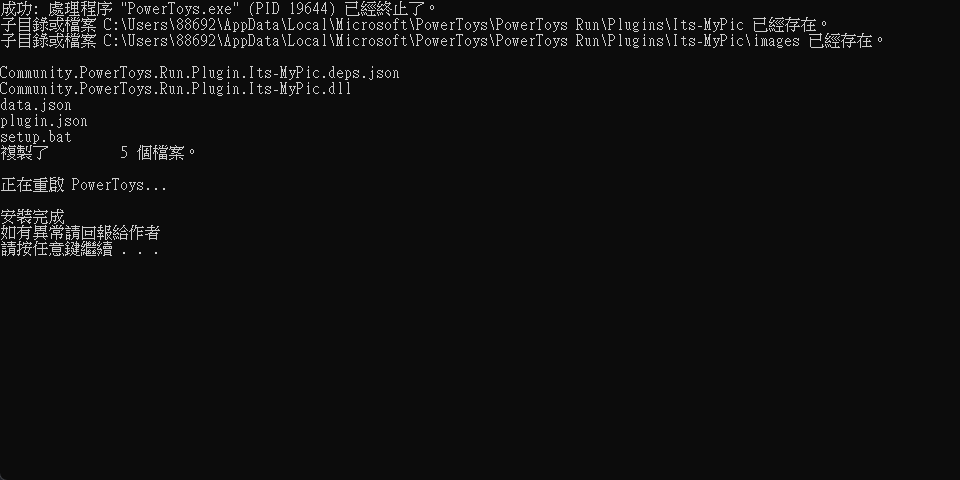 成功: 處理程序 "PowerToys.exe" (PID 19644) 已經終止了。
子目錄或檔案 C:\Users\88692\AppData\Local\Microsoft\PowerToys\PowerToys Run\Plugins\Its-MyPic 已經存在。
子目錄或檔案 C:\Users\88692\AppData\Local\Microsoft\PowerToys\PowerToys Run\Plugins\Its-MyPic\images 已經存在。
Community.PowerToys.Run.Plugin.Its-MyPic.deps.json
Community.PowerToys.Run.Plugin.Its-MyPic.dll
data.json
plugin.json
setup.bat
複製了         5 個檔案。
正在重啟 PowerToys...
安裝完成
如有異常請回報給作者
請按任意鍵繼續 . . .